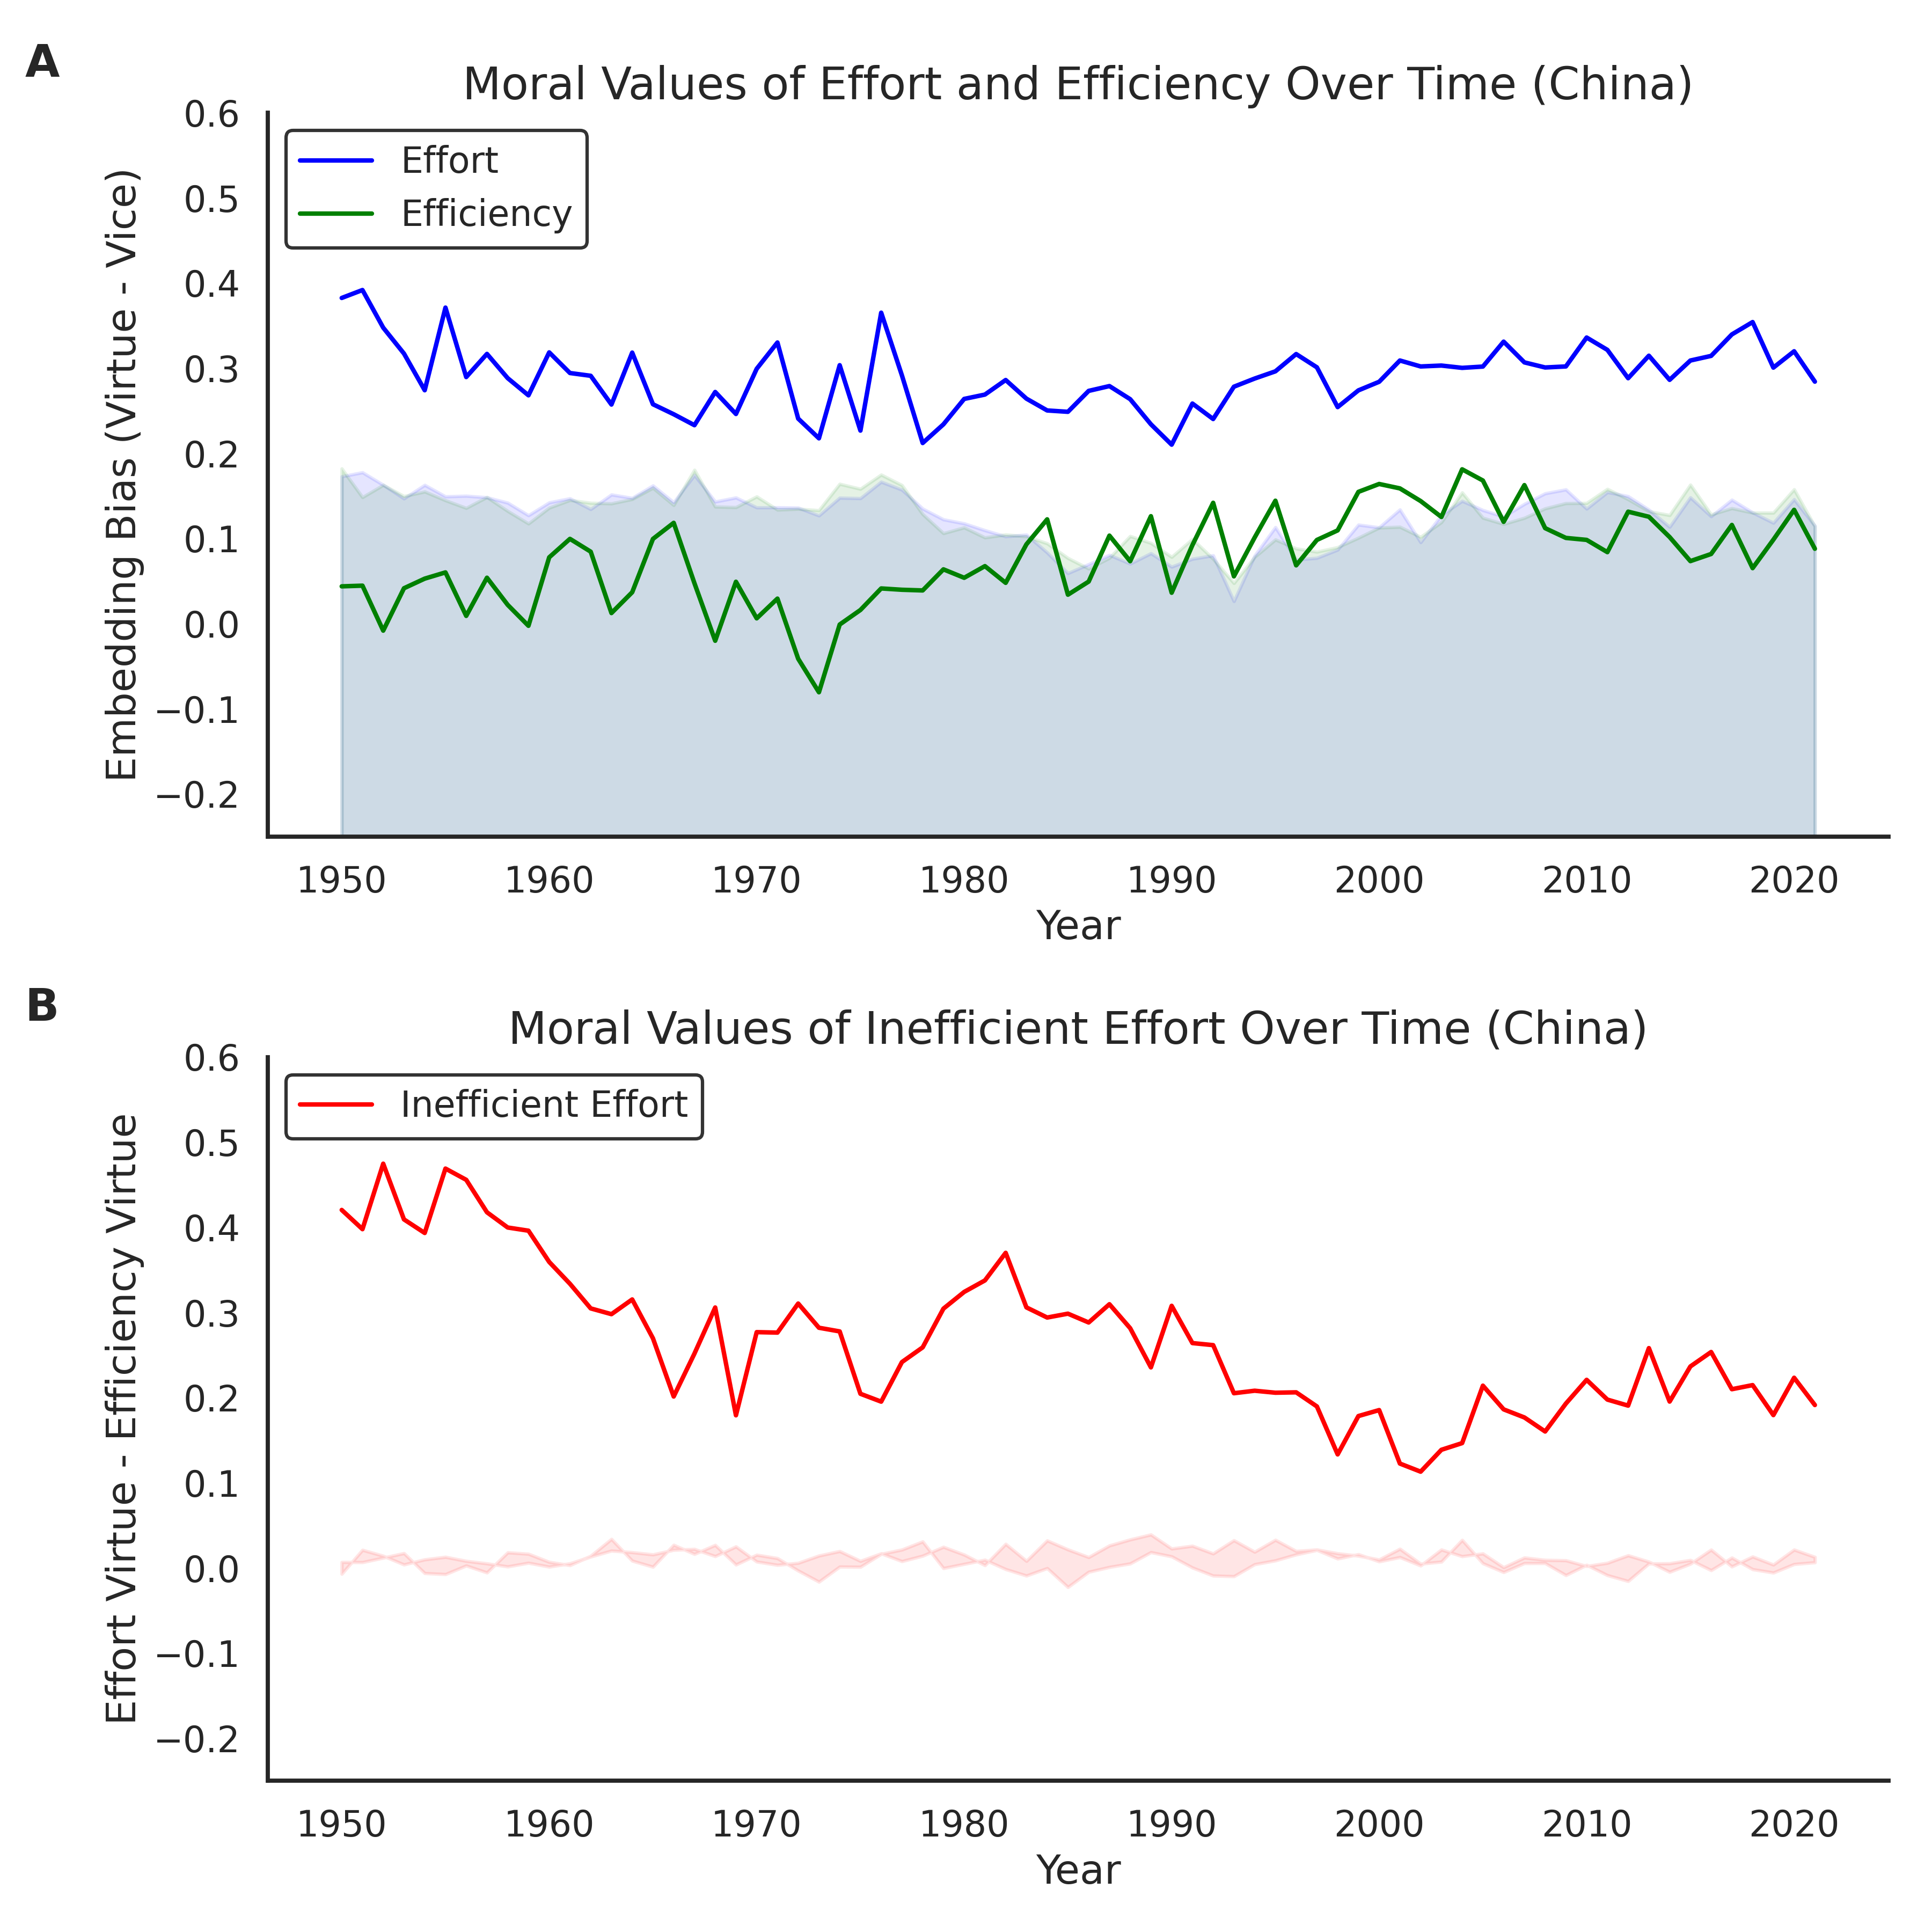 A
Moral Values of Effort and Efficiency Over Time (China)
Embedding Bias (Virtue - Vice)
0.6
0.5
0.4
0.3
0.2
0.1
0.0
−0.1
−0.2
Effort
Efficiency
1950 1960 1970 1980 1990 2000 2010 2020
Year
B
Moral Values of Inefficient Effort Over Time (China)
Effort Virtue - Efficiency Virtue
0.6
0.5
0.4
0.3
0.2
0.1
0.0
−0.1
−0.2
Inefficient Effort
1950 1960 1970 1980 1990 2000 2010 2020
Year